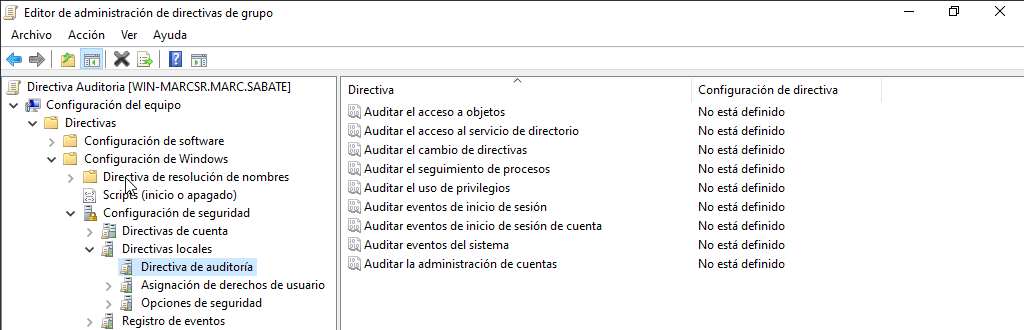 Editor de administración de directivas de grupo
Archivo Acción Ver Ayuda
Directiva Auditoria [WIN-MARCSR.MARC.SABATE]
Configuración del equipo
Directivas
Configuración de software
Configuración de Windows
Directiva de resolución de nombres
Scripts (inicio o apagado)
Configuración de seguridad
Directivas de cuenta
Directivas locales
Directiva de auditoría
Asignación de derechos de usuario
Opciones de seguridad
Registro de eventos
Directiva Configuración de directiva
Auditar el acceso a objetos No está definido
Auditar el acceso al servicio de directorio No está definido
Auditar el cambio de directivas No está definido
Auditar el seguimiento de procesos No está definido
Auditar el uso de privilegios No está definido
Auditar eventos de inicio de sesión No está definido
Auditar eventos de inicio de sesión de cuenta No está definido
Auditar eventos del sistema No está definido
Auditar la administración de cuentas No está definido